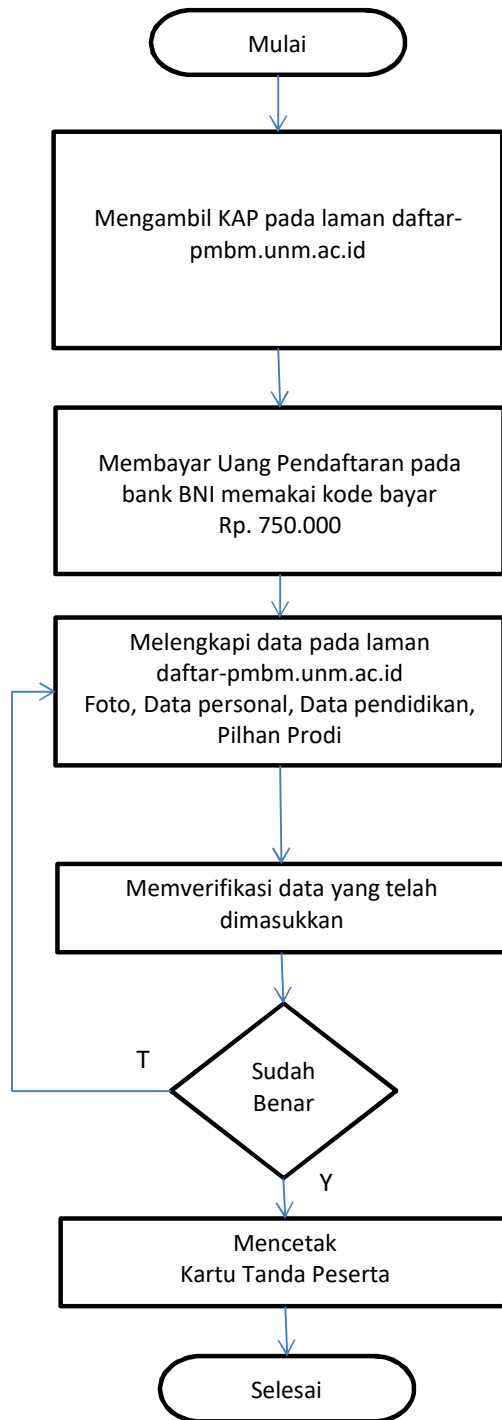 Mulai
Mengambil KAP pada laman daftar-
pmbm.unm.ac.id
Membayar Uang Pendaftaran pada
bank BNI memakai kode bayar
Rp. 750.000
Melengkapi data pada laman
daftar-pmbm.unm.ac.id
Foto, Data personal, Data pendidikan,
Pilhan Prodi
Memverifikasi data yang telah
dimasukkan
T
Sudah
Benar
Y
Mencetak
Kartu Tanda Peserta
Selesai